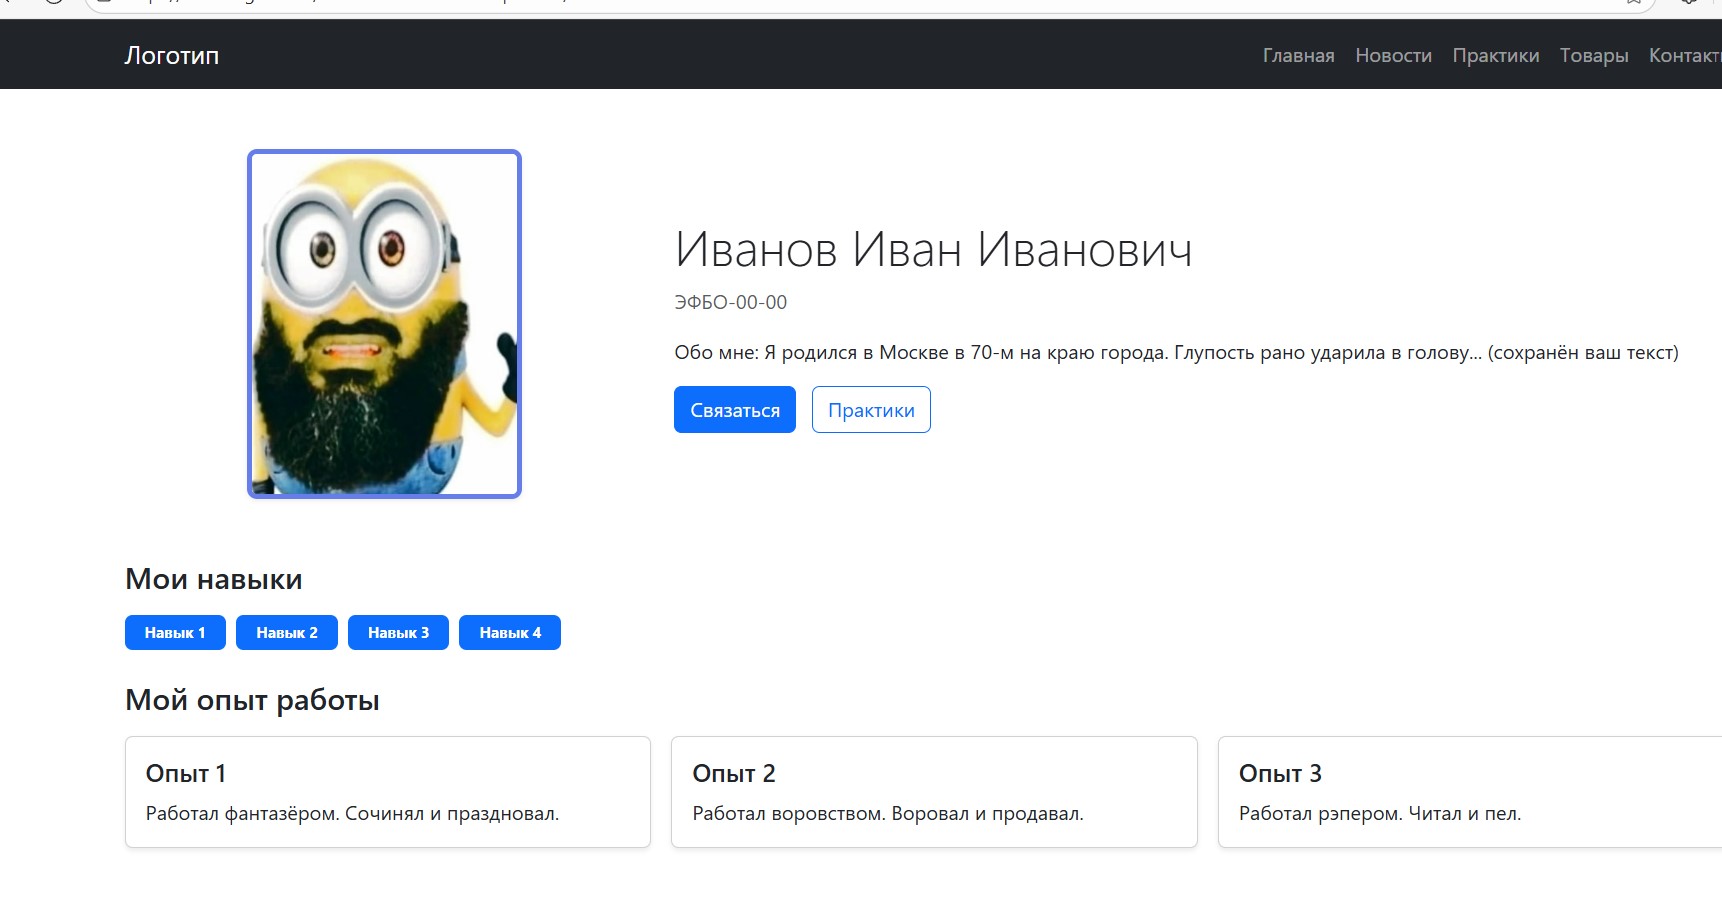 Логотип
Главная Новости Практики Товары
Иванов Иван Иванович
ЭФБО-00-00
Обо мне: Я родился в Москве в 70-м на краю города. Глупость рано ударила в голову... (сохранён ваш текст)
Связаться Практики
Мои навыки
Навык 1 Навык 2 Навык 3 Навык 4
Мой опыт работы
Опыт 1 Опыт 2 Опыт 3
Работал фантазёром. Сочинял и праздновал. Работал воровством. Воровал и продавал. Работал рэпером. Читал и пел.